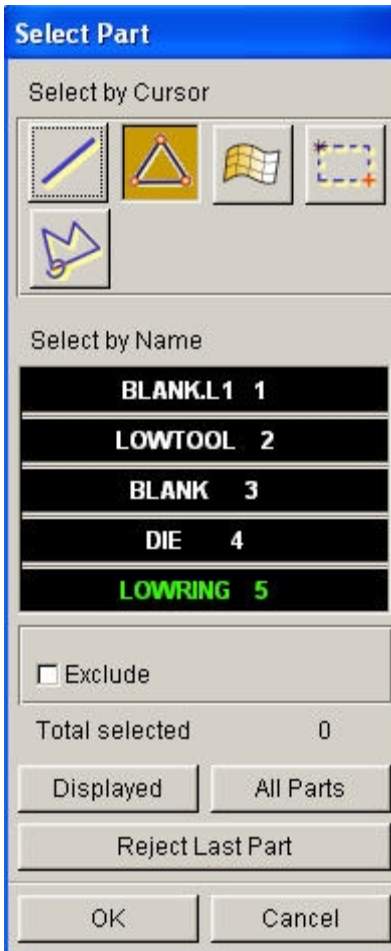 Select Part
Select by Cursor
Select by Name
BLANK.L1 1
LOWTOOL 2
BLANK 3
DIE 4
LOWRING 5
Exclude
Total selected 0
Displayed All Parts
Reject Last Part
OK Cancel